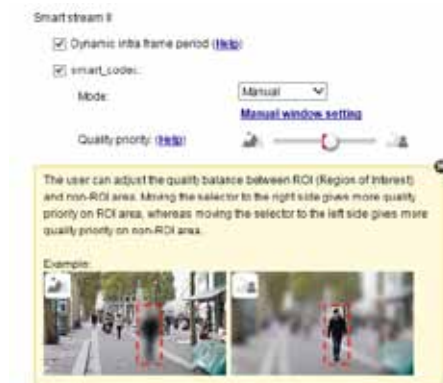 Smart stream II
Dynamic intra frame period (Help)
smart_codec:
Mode: Manual
Manual window setting
Quality priority: (Help)
The user can adjust the quality balance between ROI (Region of Interest)
and non-ROI area. Moving the selector to the right side gives more quality
priority on ROI area, whereas moving the selector to the left side gives more
quality priority on non-ROI area.
Example: